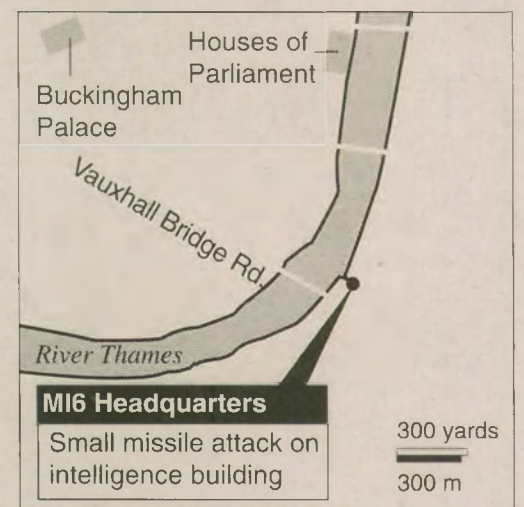 Houses of
Parliament
Buckingham
Palace
Vauxhall Bridge Rd.
River Thames
MI6 Headquarters
Small missile attack on
intelligence building
300 yards
300 m